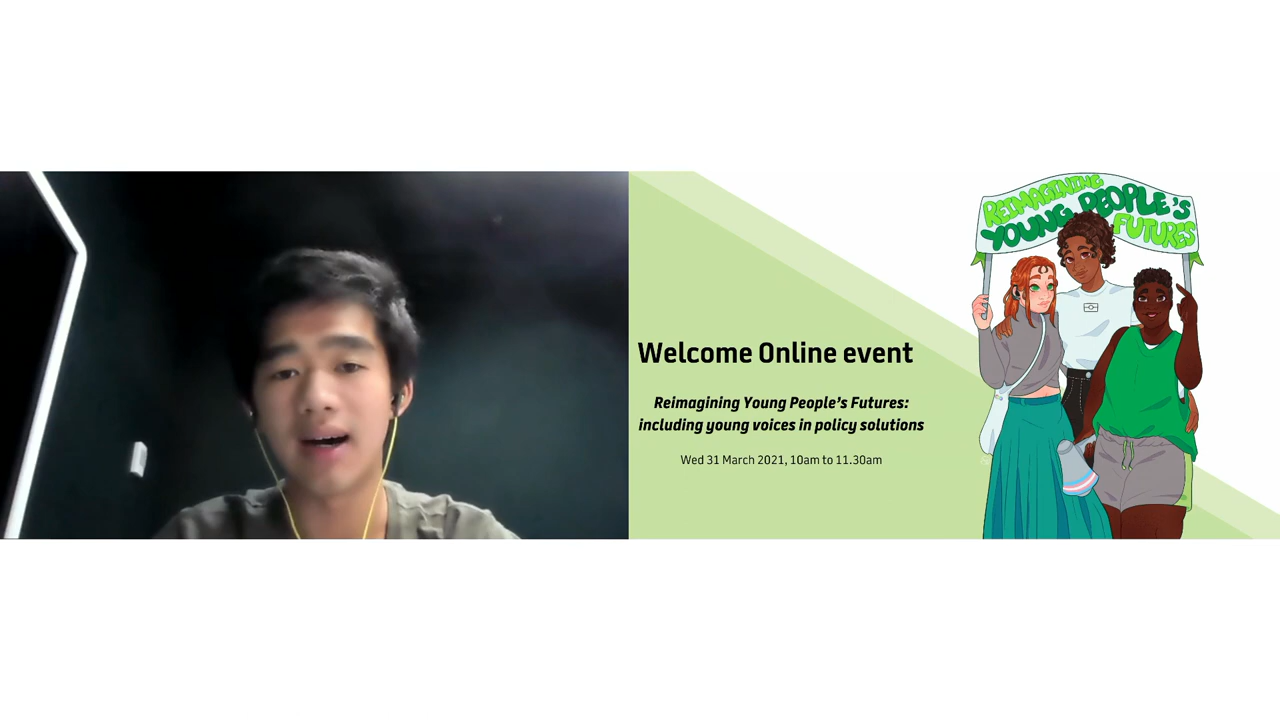 REIMAGINING
YOUNG PEOPLE'S
FUTURES
Welcome Online event
Reimagining Young People's Futures:
including young voices in policy solutions
Wed 31 March 2021, 10am to 11.30am